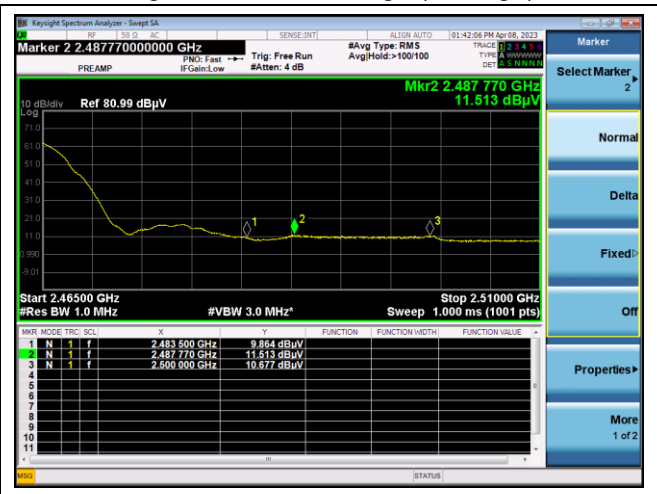 Keysight Spectrum Analyzer - Swept SA
RF 50 Ω AC SENSE:INT ALIGN AUTO 01:42:06 PM Apr 08, 2023
Marker 2 2.487770000000 GHz
PREAMP
PNO: Fast
IFGain:Low
Trig: Free Run
#Atten: 4 dB
#Avg Type: RMS
Avg|Hold:>100/100
TRACE 1 2 3 4 5 6
TYPE A WWWWW
DET A S N N N N
Mkr2 2.487 770 GHz
11.513 dBµV
10 dB/div Ref 80.99 dBµV
Log
71.0
61.0
51.0
41.0
31.0
21.0
11.0
0.990
-9.01
1
2
3
Start 2.46500 GHz
Stop 2.51000 GHz
#Res BW 1.0 MHz
#VBW 3.0 MHz*
Sweep 1.000 ms (1001 pts)
MKR MODE TRC SCL X Y FUNCTION FUNCTION WIDTH FUNCTION VALUE
1 N 1 f 2.483 500 GHz 9.864 dBµV
2 N 1 f 2.487 770 GHz 11.513 dBµV
3 N 1 f 2.500 000 GHz 10.677 dBµV
4
5
6
7
8
9
10
11
MSG
STATUS
Marker
Select Marker
2
Normal
Delta
Fixed
Off
Properties
More
1 of 2